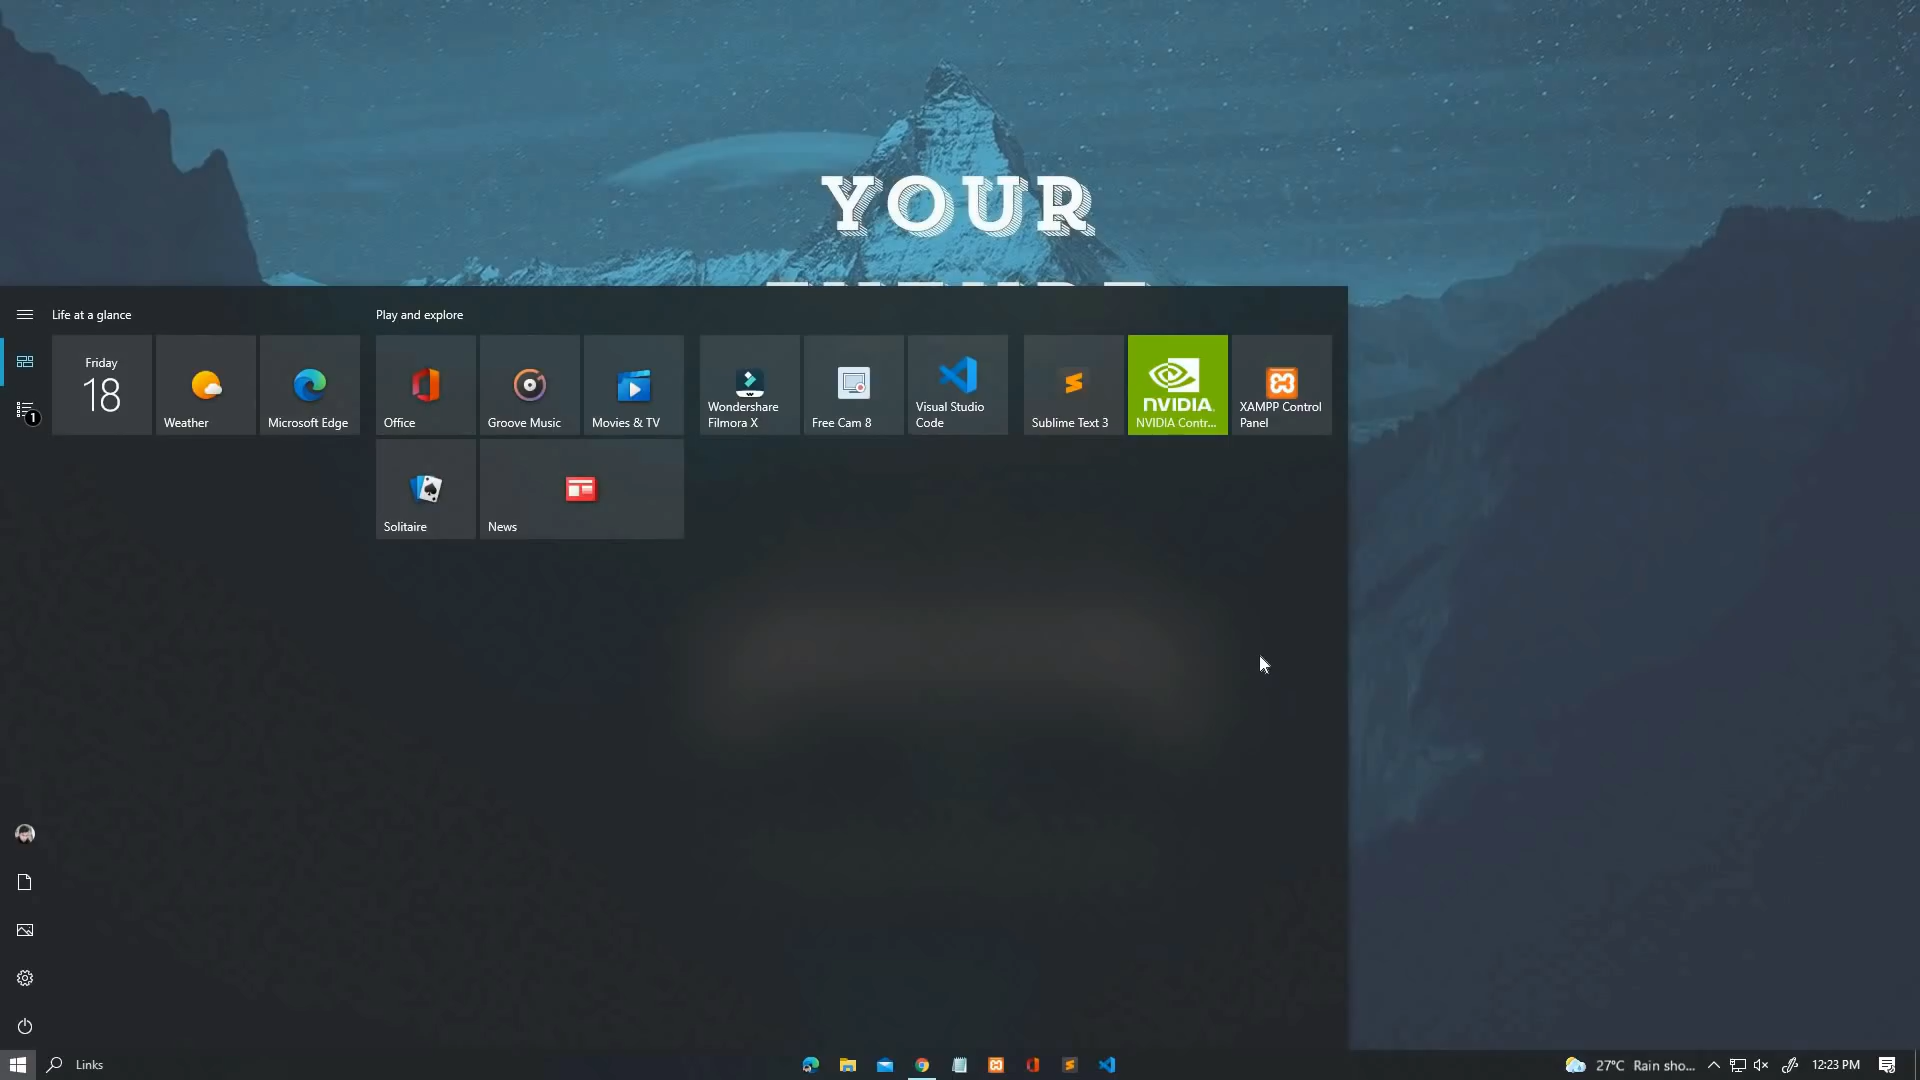 YOUR
Life at a glance
Play and explore
Friday
18
Weather
Microsoft Edge
Office
Groove Music
Movies & TV
Wondershare
Filmora X
Free Cam 8
Visual Studio
Code
Sublime Text 3
NVIDIA.
NVIDIA Contr...
XAMPP Control
Panel
1
Solitaire
News
Links
27°C Rain sho...
12:23 PM